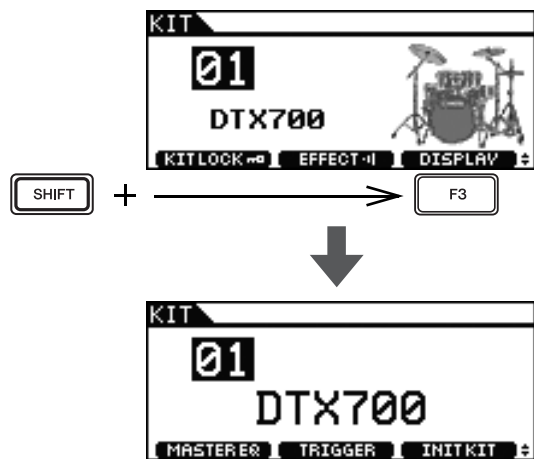 KIT
01
DTX700
KITLOCK EFFECT DISPLAY
SHIFT + F3
KIT
01
DTX700
MASTER EQ TRIGGER INIT KIT